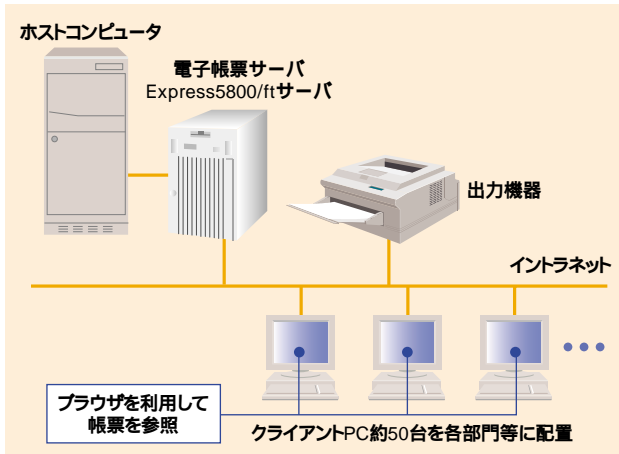 ホストコンピュータ
電子帳票サーバ
Express5800/ftサーバ
出力機器
イントラネット
ブラウザを利用して
帳票を参照
クライアントPC約50台を各部門等に配置